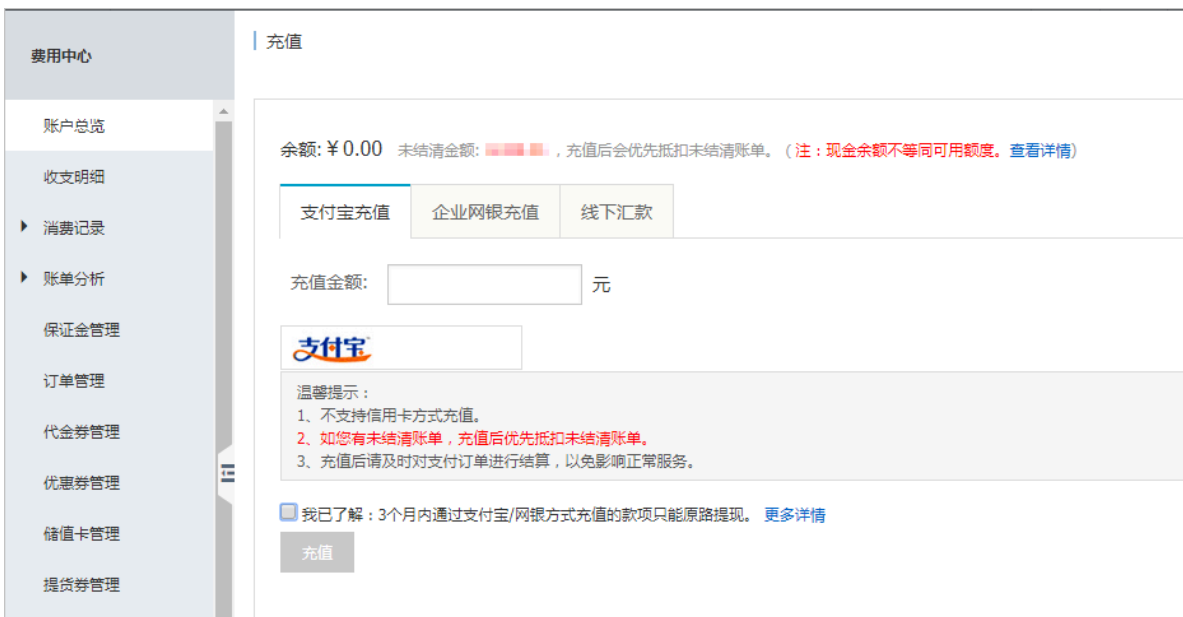 费用中心
充值
账户总览
收支明细
消费记录
账单分析
保证金管理
订单管理
代金券管理
优惠券管理
储值卡管理
提货券管理
余额:¥0.00 未结清金额: ，充值后会优先抵扣未结清账单。（注：现金余额不等同可用额度。查看详情)
支付宝充值 企业网银充值 线下汇款
充值金额: 元
支付宝
温馨提示：
1、不支持信用卡方式充值。
2、如您有未结清账单，充值后优先抵扣未结清账单。
3、充值后请及时对支付订单进行结算，以免影响正常服务。
我已了解：3个月内通过支付宝/网银方式充值的款项只能原路提现。 更多详情
充值